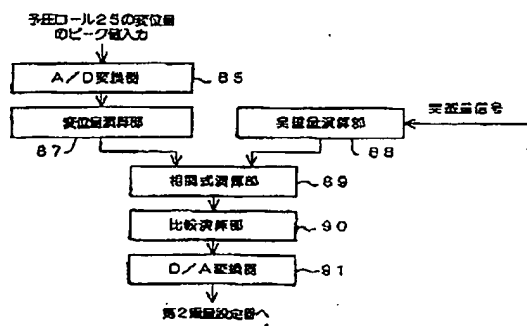 予圧ロール25の変位量
のピーク値入力
A/D変換器
85
変位量演算部
87
実重量演算部
88
実重量信号
相関式演算部
89
比較演算部
90
D/A変換器
91
第2重量設定器へ